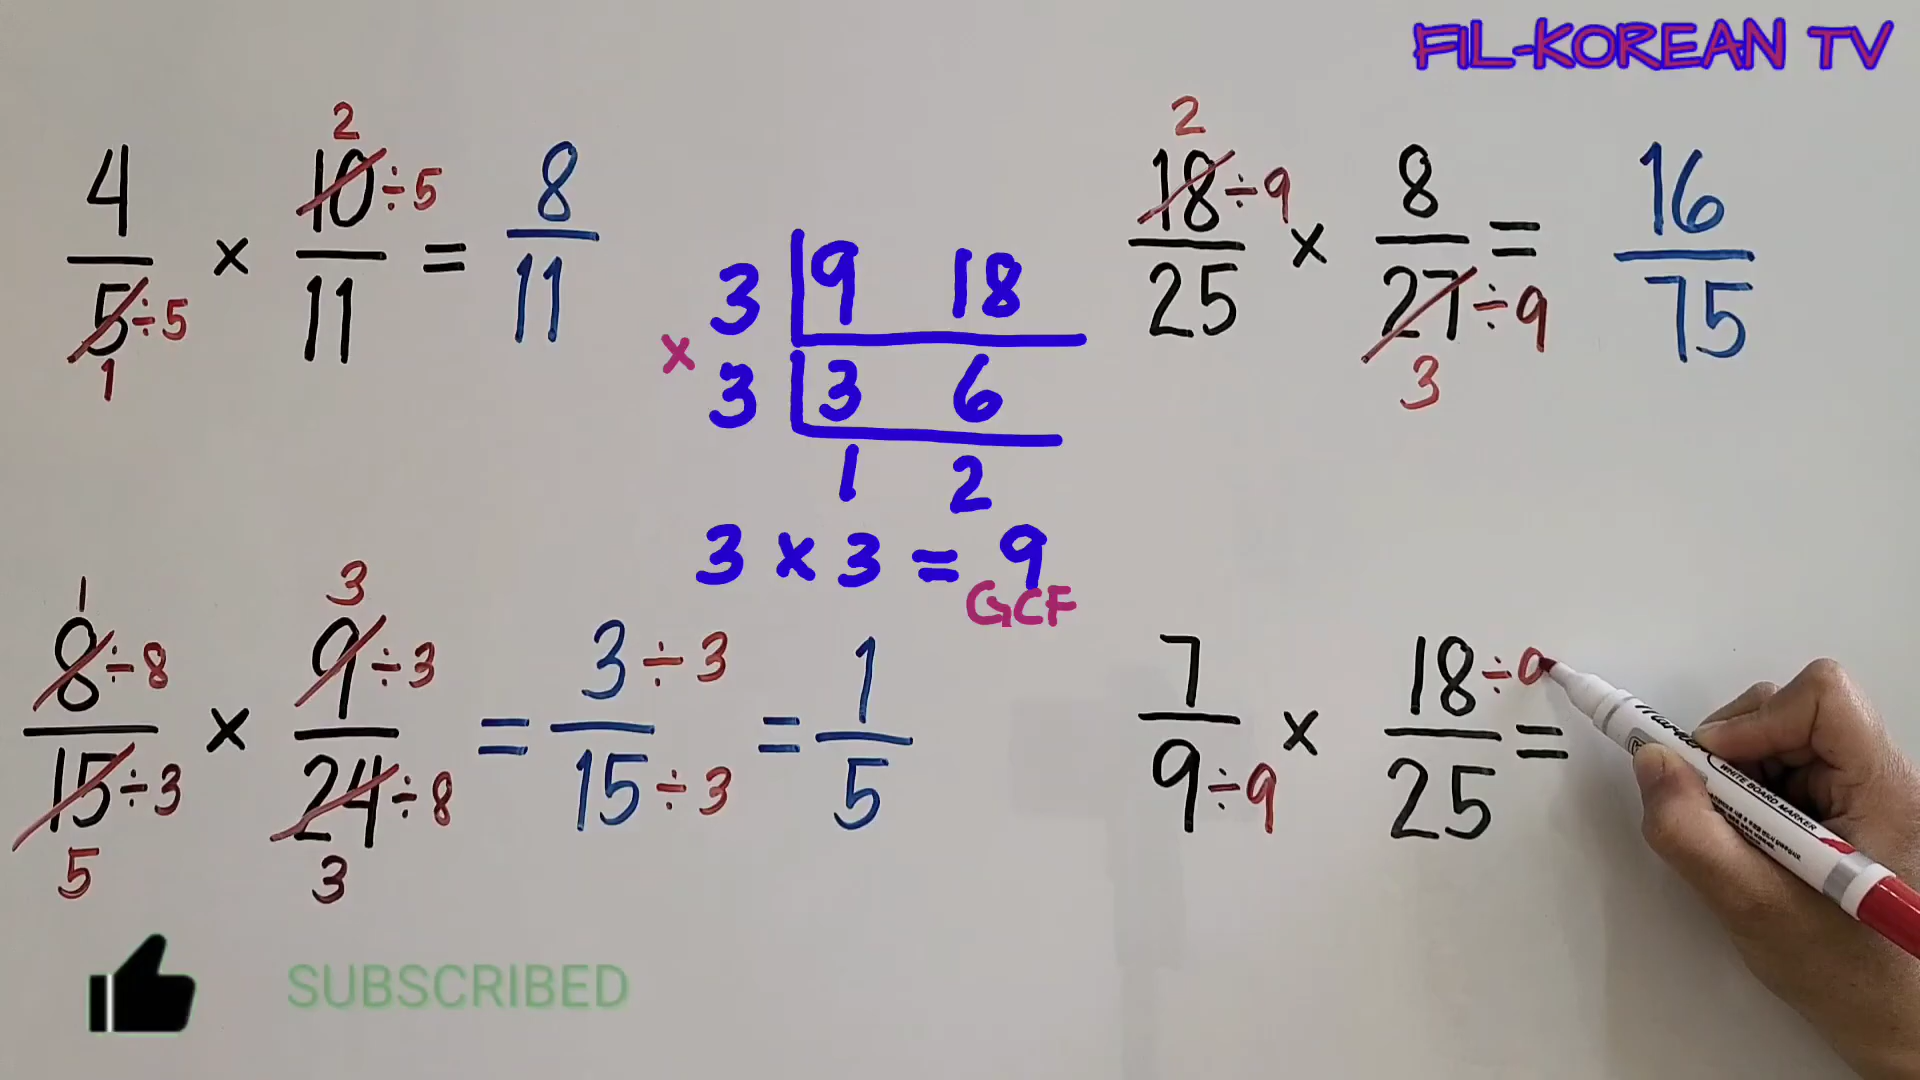 FIL-KOREAN TV
2
4/5 ÷5 × 10/11 ÷5 = 8/11
1
3 | 9 18
× 3 | 3 6
1 2
3 × 3 = 9
GCF
2
18/25 ÷9 × 8/27 ÷9 = 16/75
3
1 3
8/15 ÷8 ÷3 × 9/24 ÷3 ÷8 = 3/15 ÷3 ÷3 = 1/5
5 3
7/9 ÷9 × 18/25 ÷9 =
WHITE BOARD MARKER
SUBSCRIBED